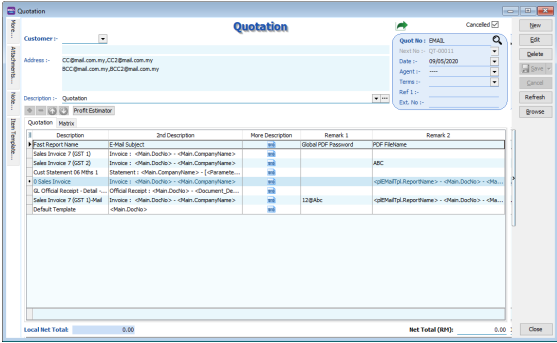 Quotation
More...
Attachments...
Note...
Item Template...
Quotation
Cancelled
Customer :-
Address :- CC@mail.com.my,CC2@mail.com.my
BCC@mail.com.my,BCC2@mail.com.my
Description :- Quotation
Quot No : EMAIL
Next No :- QT-00011
Date :- 09/05/2020
Agent :- ----
Terms :-
Ref 1 :-
Ext. No :-
New
Edit
Delete
Save
Cancel
Refresh
Browse
Profit Estimator
Quotation Matrix
Description 2nd Description More Description Remark 1 Remark 2
Fast Report Name E-Mail Subject Global PDF Password PDF FileName
Sales Invoice 7 (GST 1) Invoice : <Main.DocNo> - <Main.CompanyName>
Sales Invoice 7 (GST 2) Invoice : <Main.DocNo> - <Main.CompanyName> ABC
Cust Statement 06 Mths 1 Statement : <Main.CompanyName> - [<Paramete...
0 Sales Invoice Invoice : <Main.DocNo> - <Main.CompanyName> <plEMailTpl.ReportName> - <Main.DocNo> - <Ma...
GL Official Receipt - Detail -... Official Receipt : <Main.DocNo> - <Document_De...
Sales Invoice 7 (GST 1)-Mail Invoice : <Main.DocNo> - <Main.CompanyName> 12@Abc <plEMailTpl.ReportName> - <Main.DocNo> - <Ma...
Default Template <Main.DocNo>
Local Net Total: 0.00 Net Total (RM): 0.00
Close